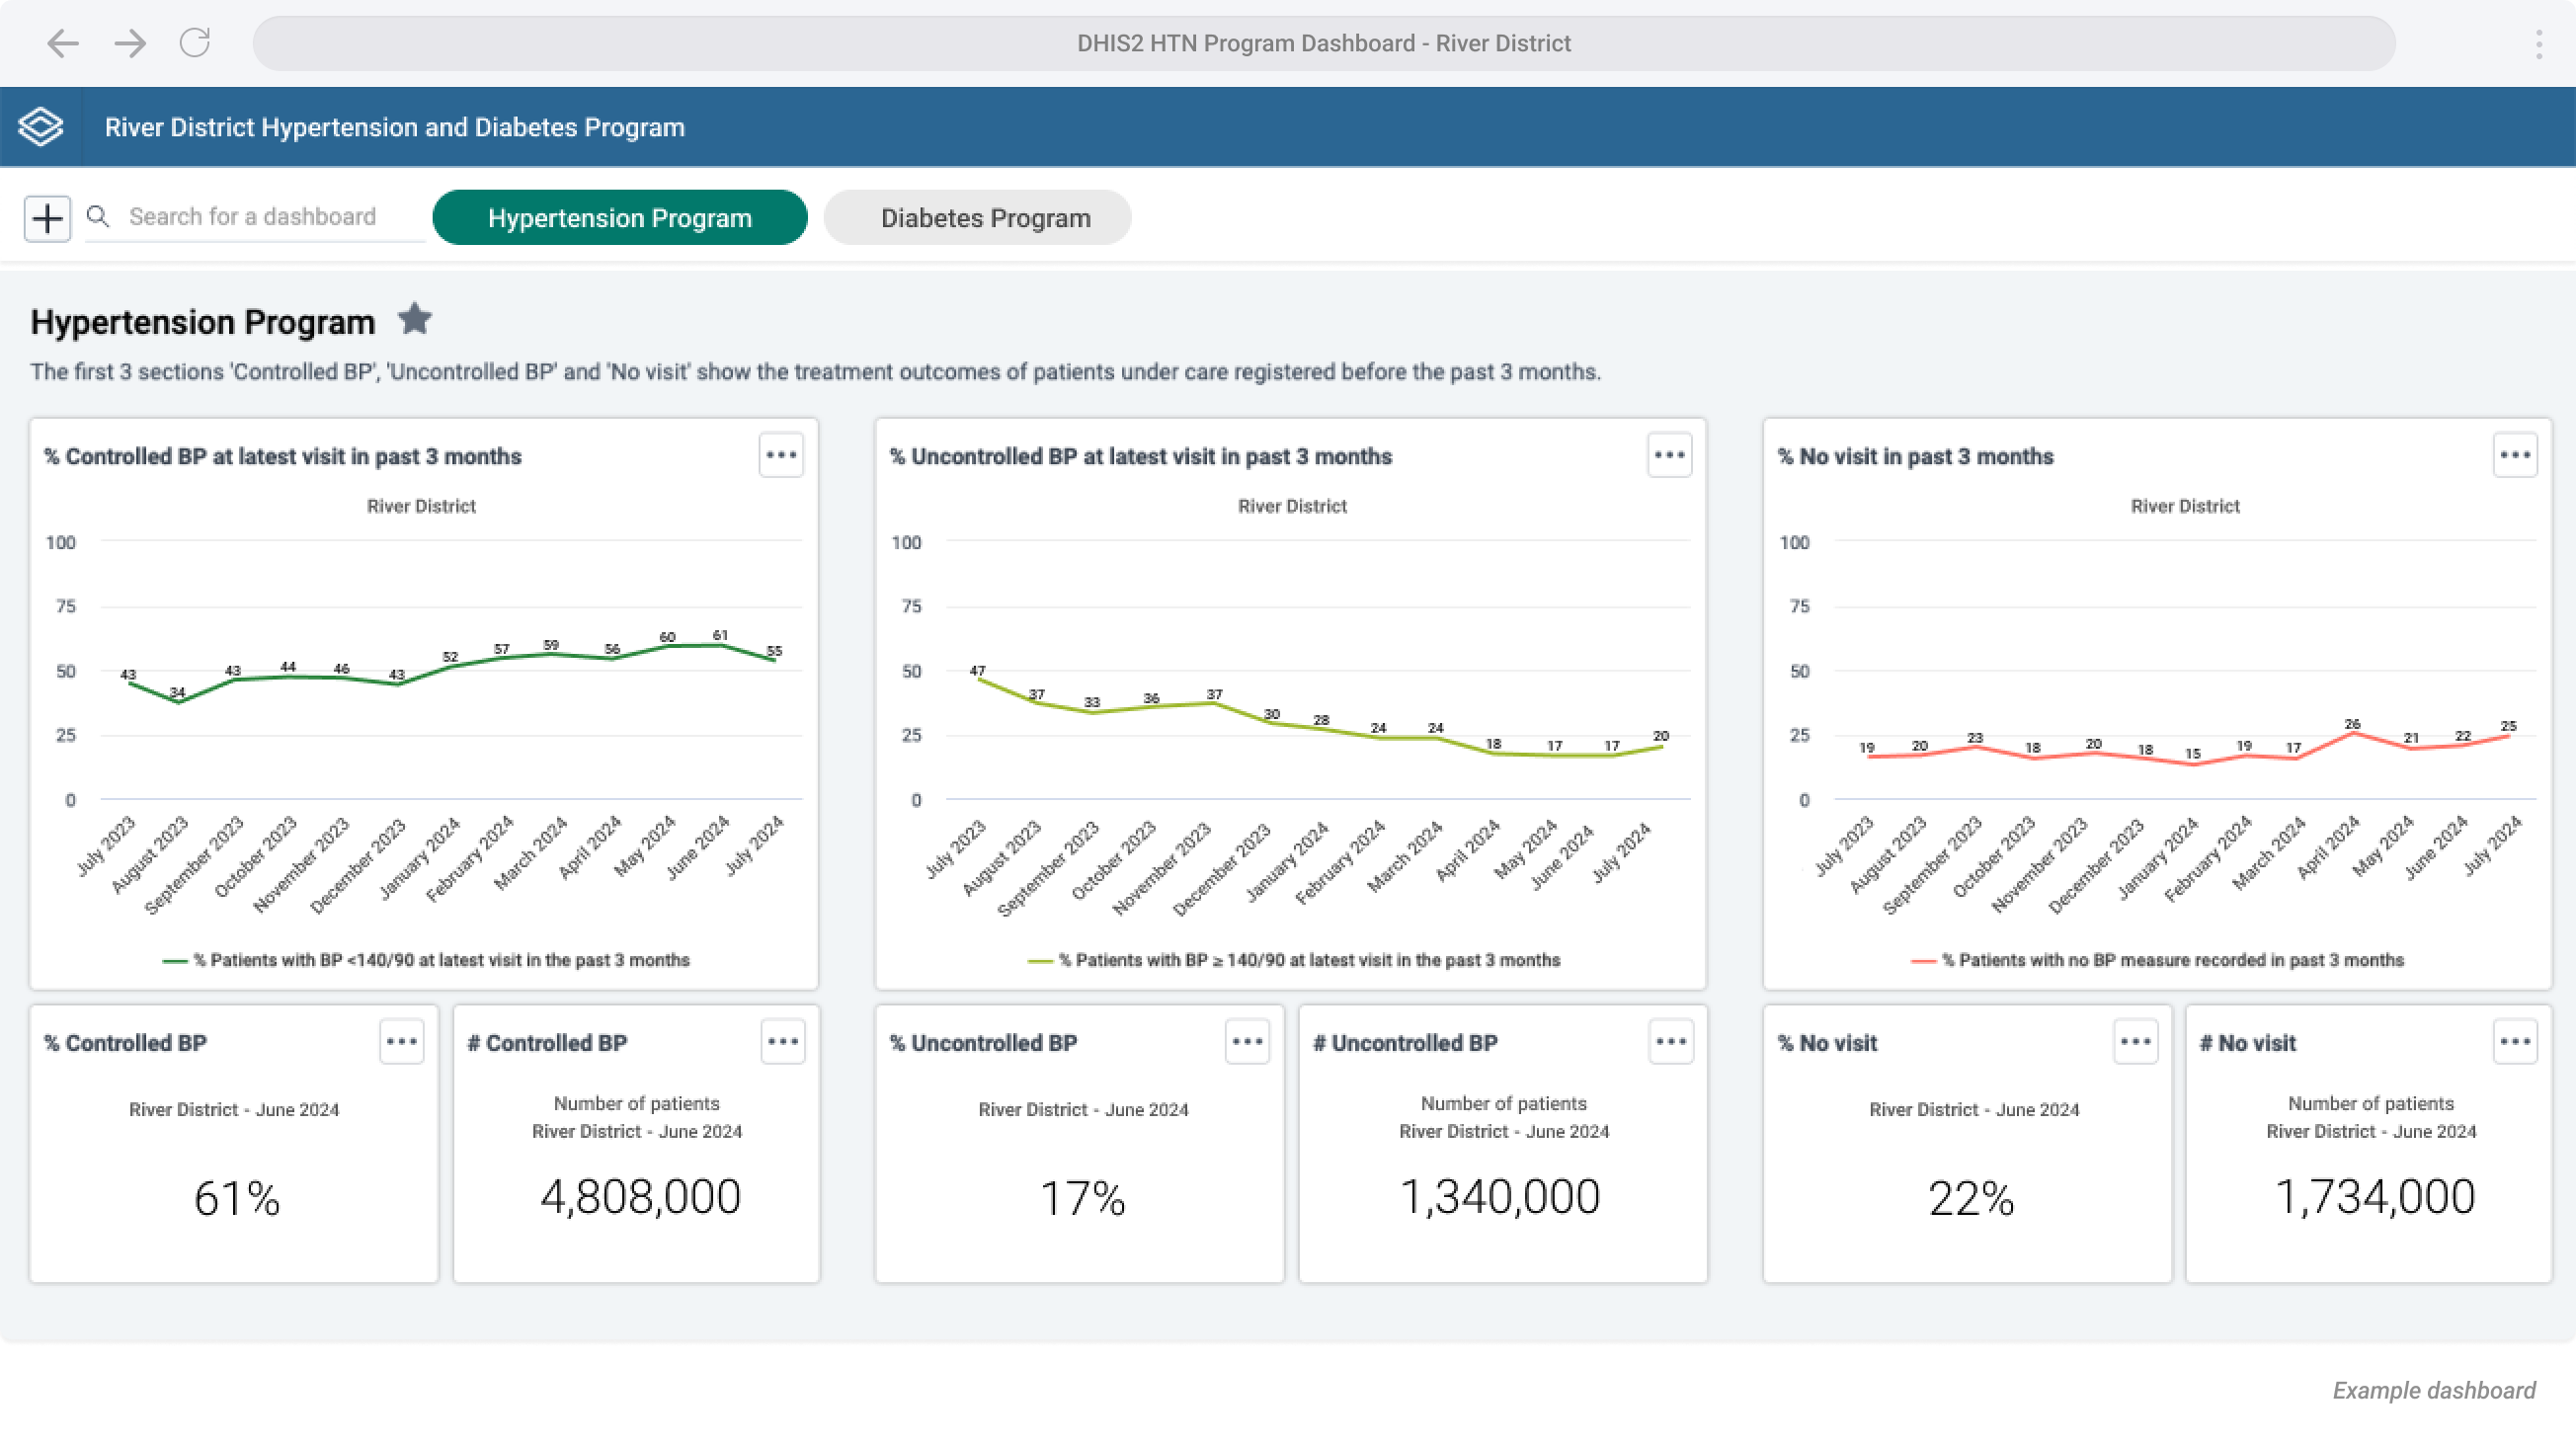 DHIS2 HTN Program Dashboard - River District
River District Hypertension and Diabetes Program
Search for a dashboard
Hypertension Program
Diabetes Program
Hypertension Program
The first 3 sections 'Controlled BP', 'Uncontrolled BP' and 'No visit' show the treatment outcomes of patients under care registered before the past 3 months.
% Controlled BP at latest visit in past 3 months
River District
100
75
50
25
0
43
34
43
44
46
43
52
57
59
56
60
61
55
July 2023
August 2023
September 2023
October 2023
November 2023
December 2023
January 2024
February 2024
March 2024
April 2024
May 2024
June 2024
July 2024
% Patients with BP <140/90 at latest visit in the past 3 months
% Uncontrolled BP at latest visit in past 3 months
River District
100
75
50
25
0
47
37
33
36
37
30
28
24
24
18
17
17
20
July 2023
August 2023
September 2023
October 2023
November 2023
December 2023
January 2024
February 2024
March 2024
April 2024
May 2024
June 2024
July 2024
% Patients with BP ≥ 140/90 at latest visit in the past 3 months
% No visit in past 3 months
River District
100
75
50
25
0
19
20
23
18
20
18
15
19
17
26
21
22
25
July 2023
August 2023
September 2023
October 2023
November 2023
December 2023
January 2024
February 2024
March 2024
April 2024
May 2024
June 2024
July 2024
% Patients with no BP measure recorded in past 3 months
% Controlled BP
River District - June 2024
61%
# Controlled BP
Number of patients
River District - June 2024
4,808,000
% Uncontrolled BP
River District - June 2024
17%
# Uncontrolled BP
Number of patients
River District - June 2024
1,340,000
% No visit
River District - June 2024
22%
# No visit
Number of patients
River District - June 2024
1,734,000
Example dashboard